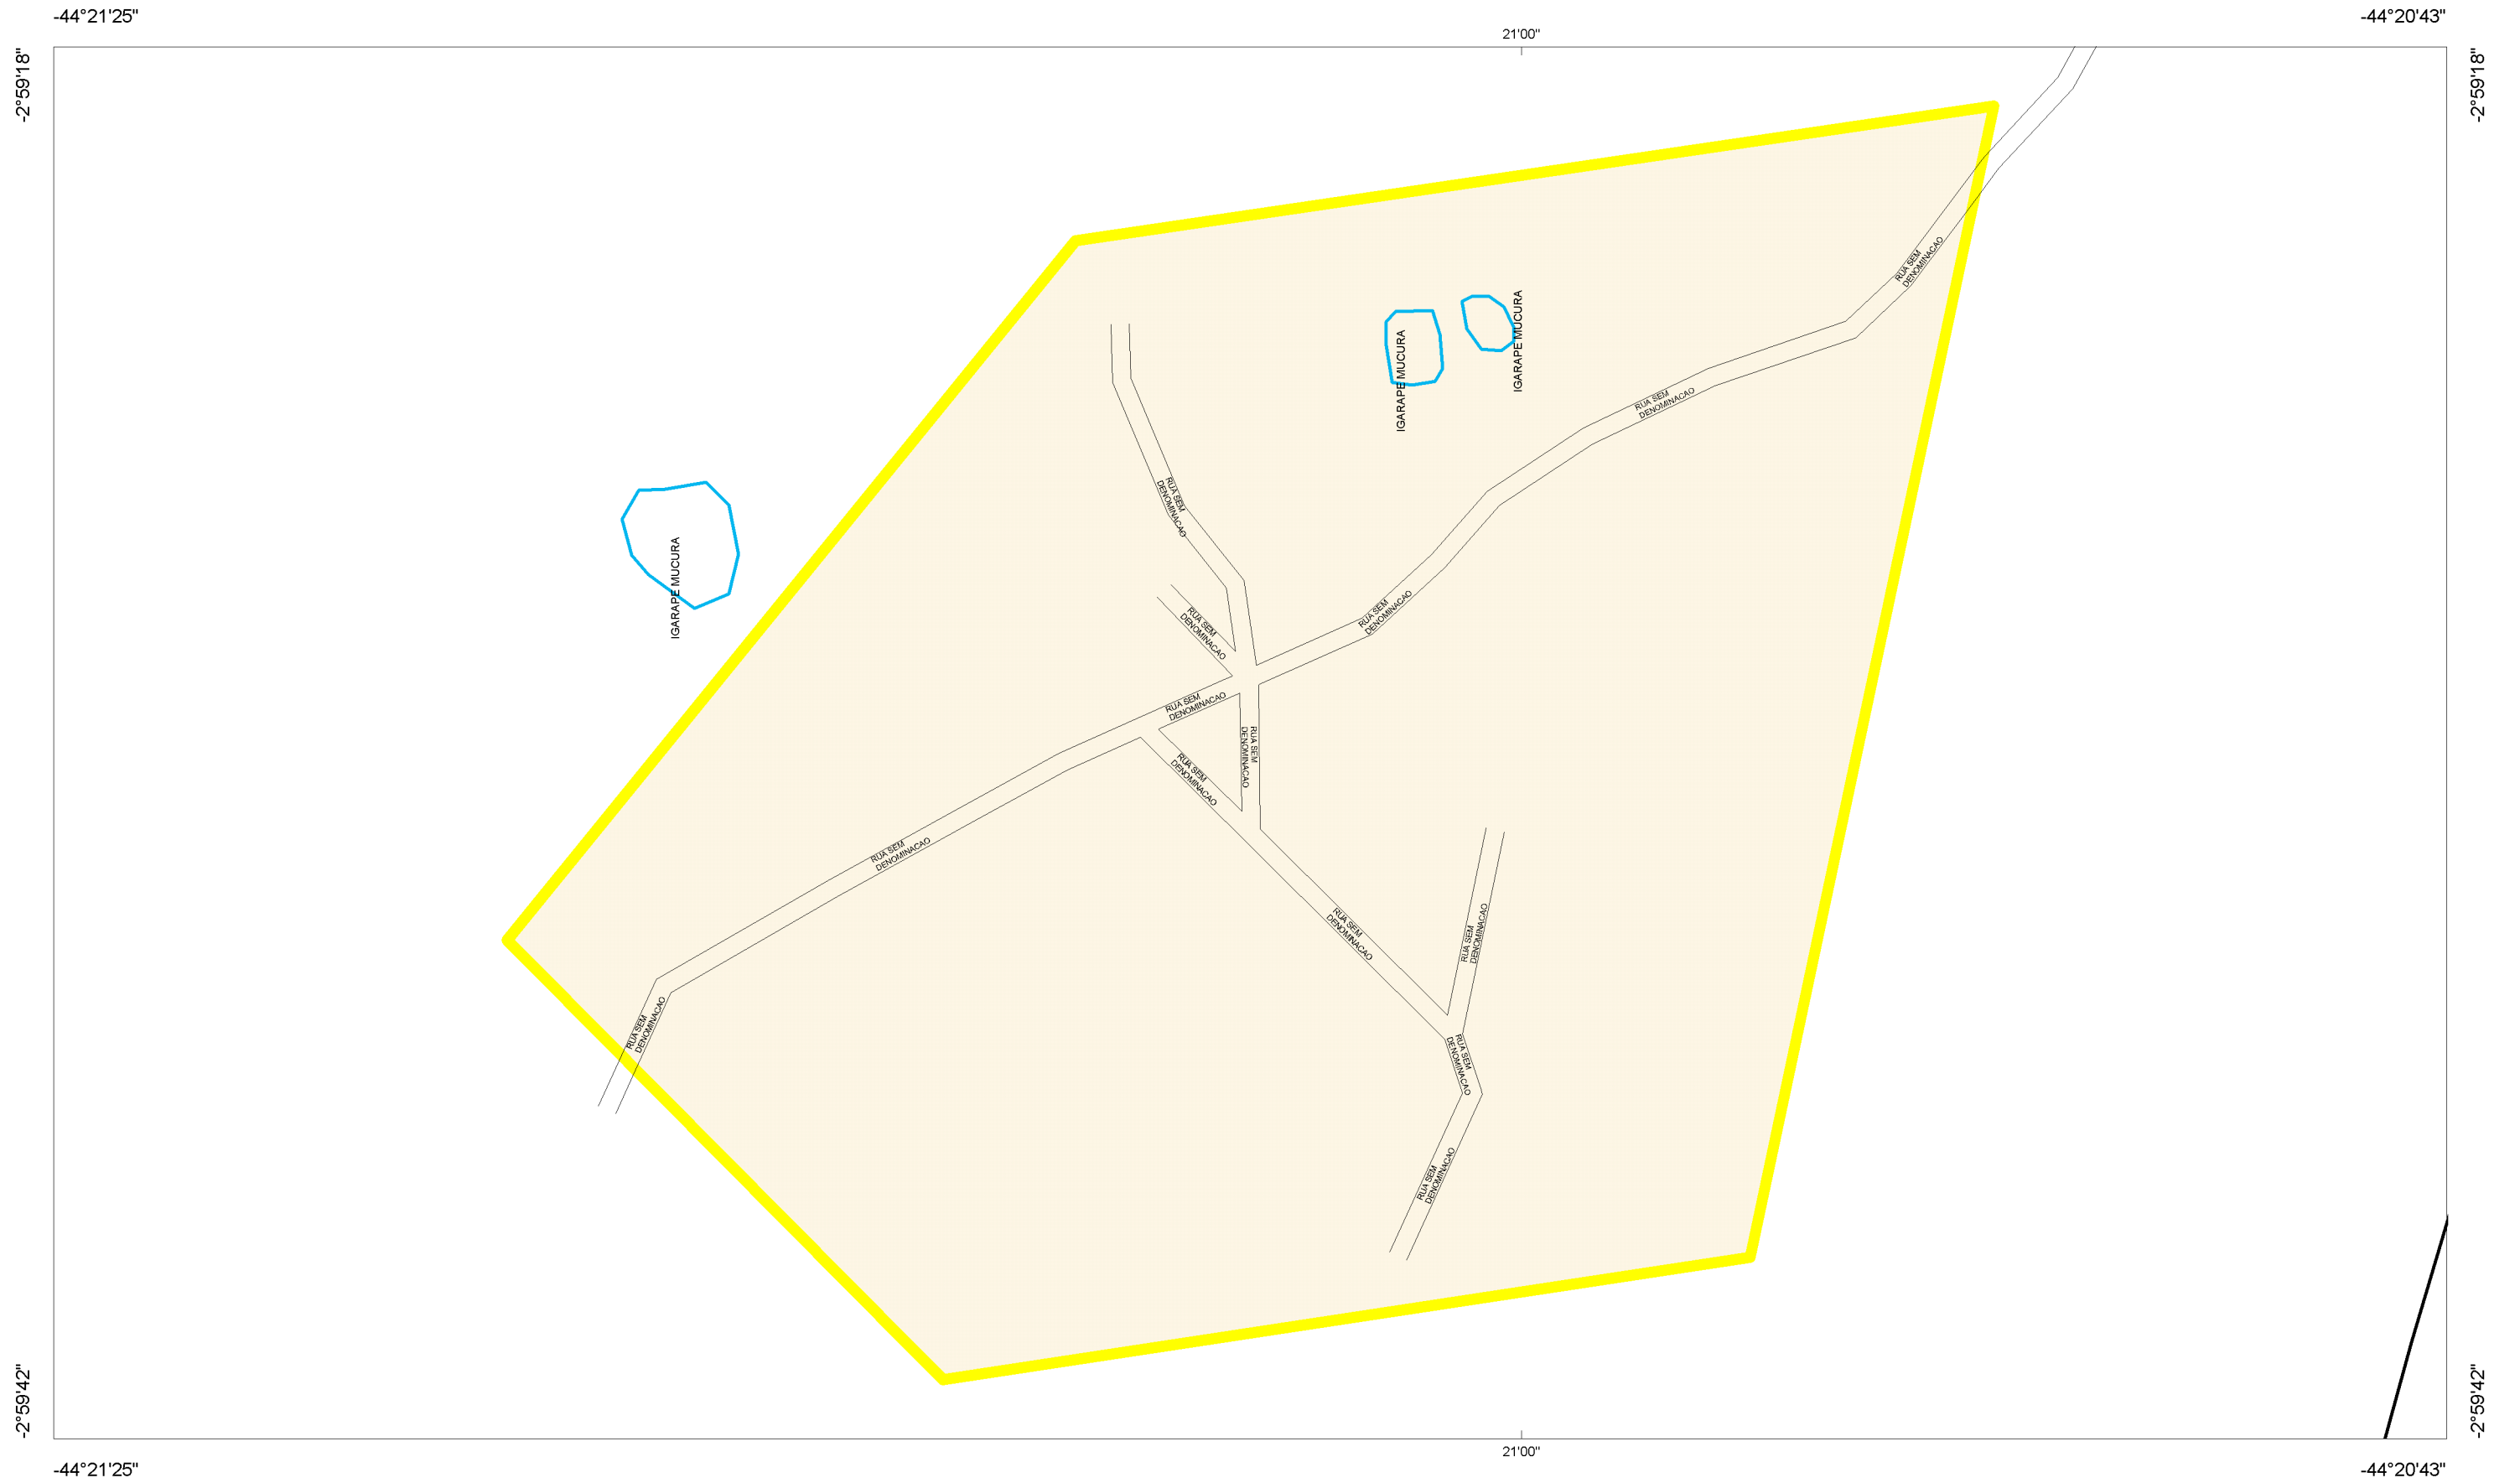 -44°21'25"
-44°20'43"
21'00"
-2°59'18"
-2°59'18"
RUA SEM
DENOMINACAO
IGARAPE MUCURA
IGARAPE MUCURA
RUA SEM
DENOMINACAO
RUA SEM
DENOMINACAO
IGARAPE MUCURA
RUA SEM
DENOMINACAO
RUA SEM
DENOMINACAO
RUA SEM
DENOMINACAO
RUA SEM
DENOMINACAO
RUA SEM
DENOMINACAO
RUA SEM
DENOMINACAO
RUA SEM
DENOMINACAO
RUA SEM
DENOMINACAO
RUA SEM
DENOMINACAO
RUA SEM
DENOMINACAO
RUA SEM
DENOMINACAO
-2°59'42"
-2°59'42"
21'00"
-44°21'25"
-44°20'43"